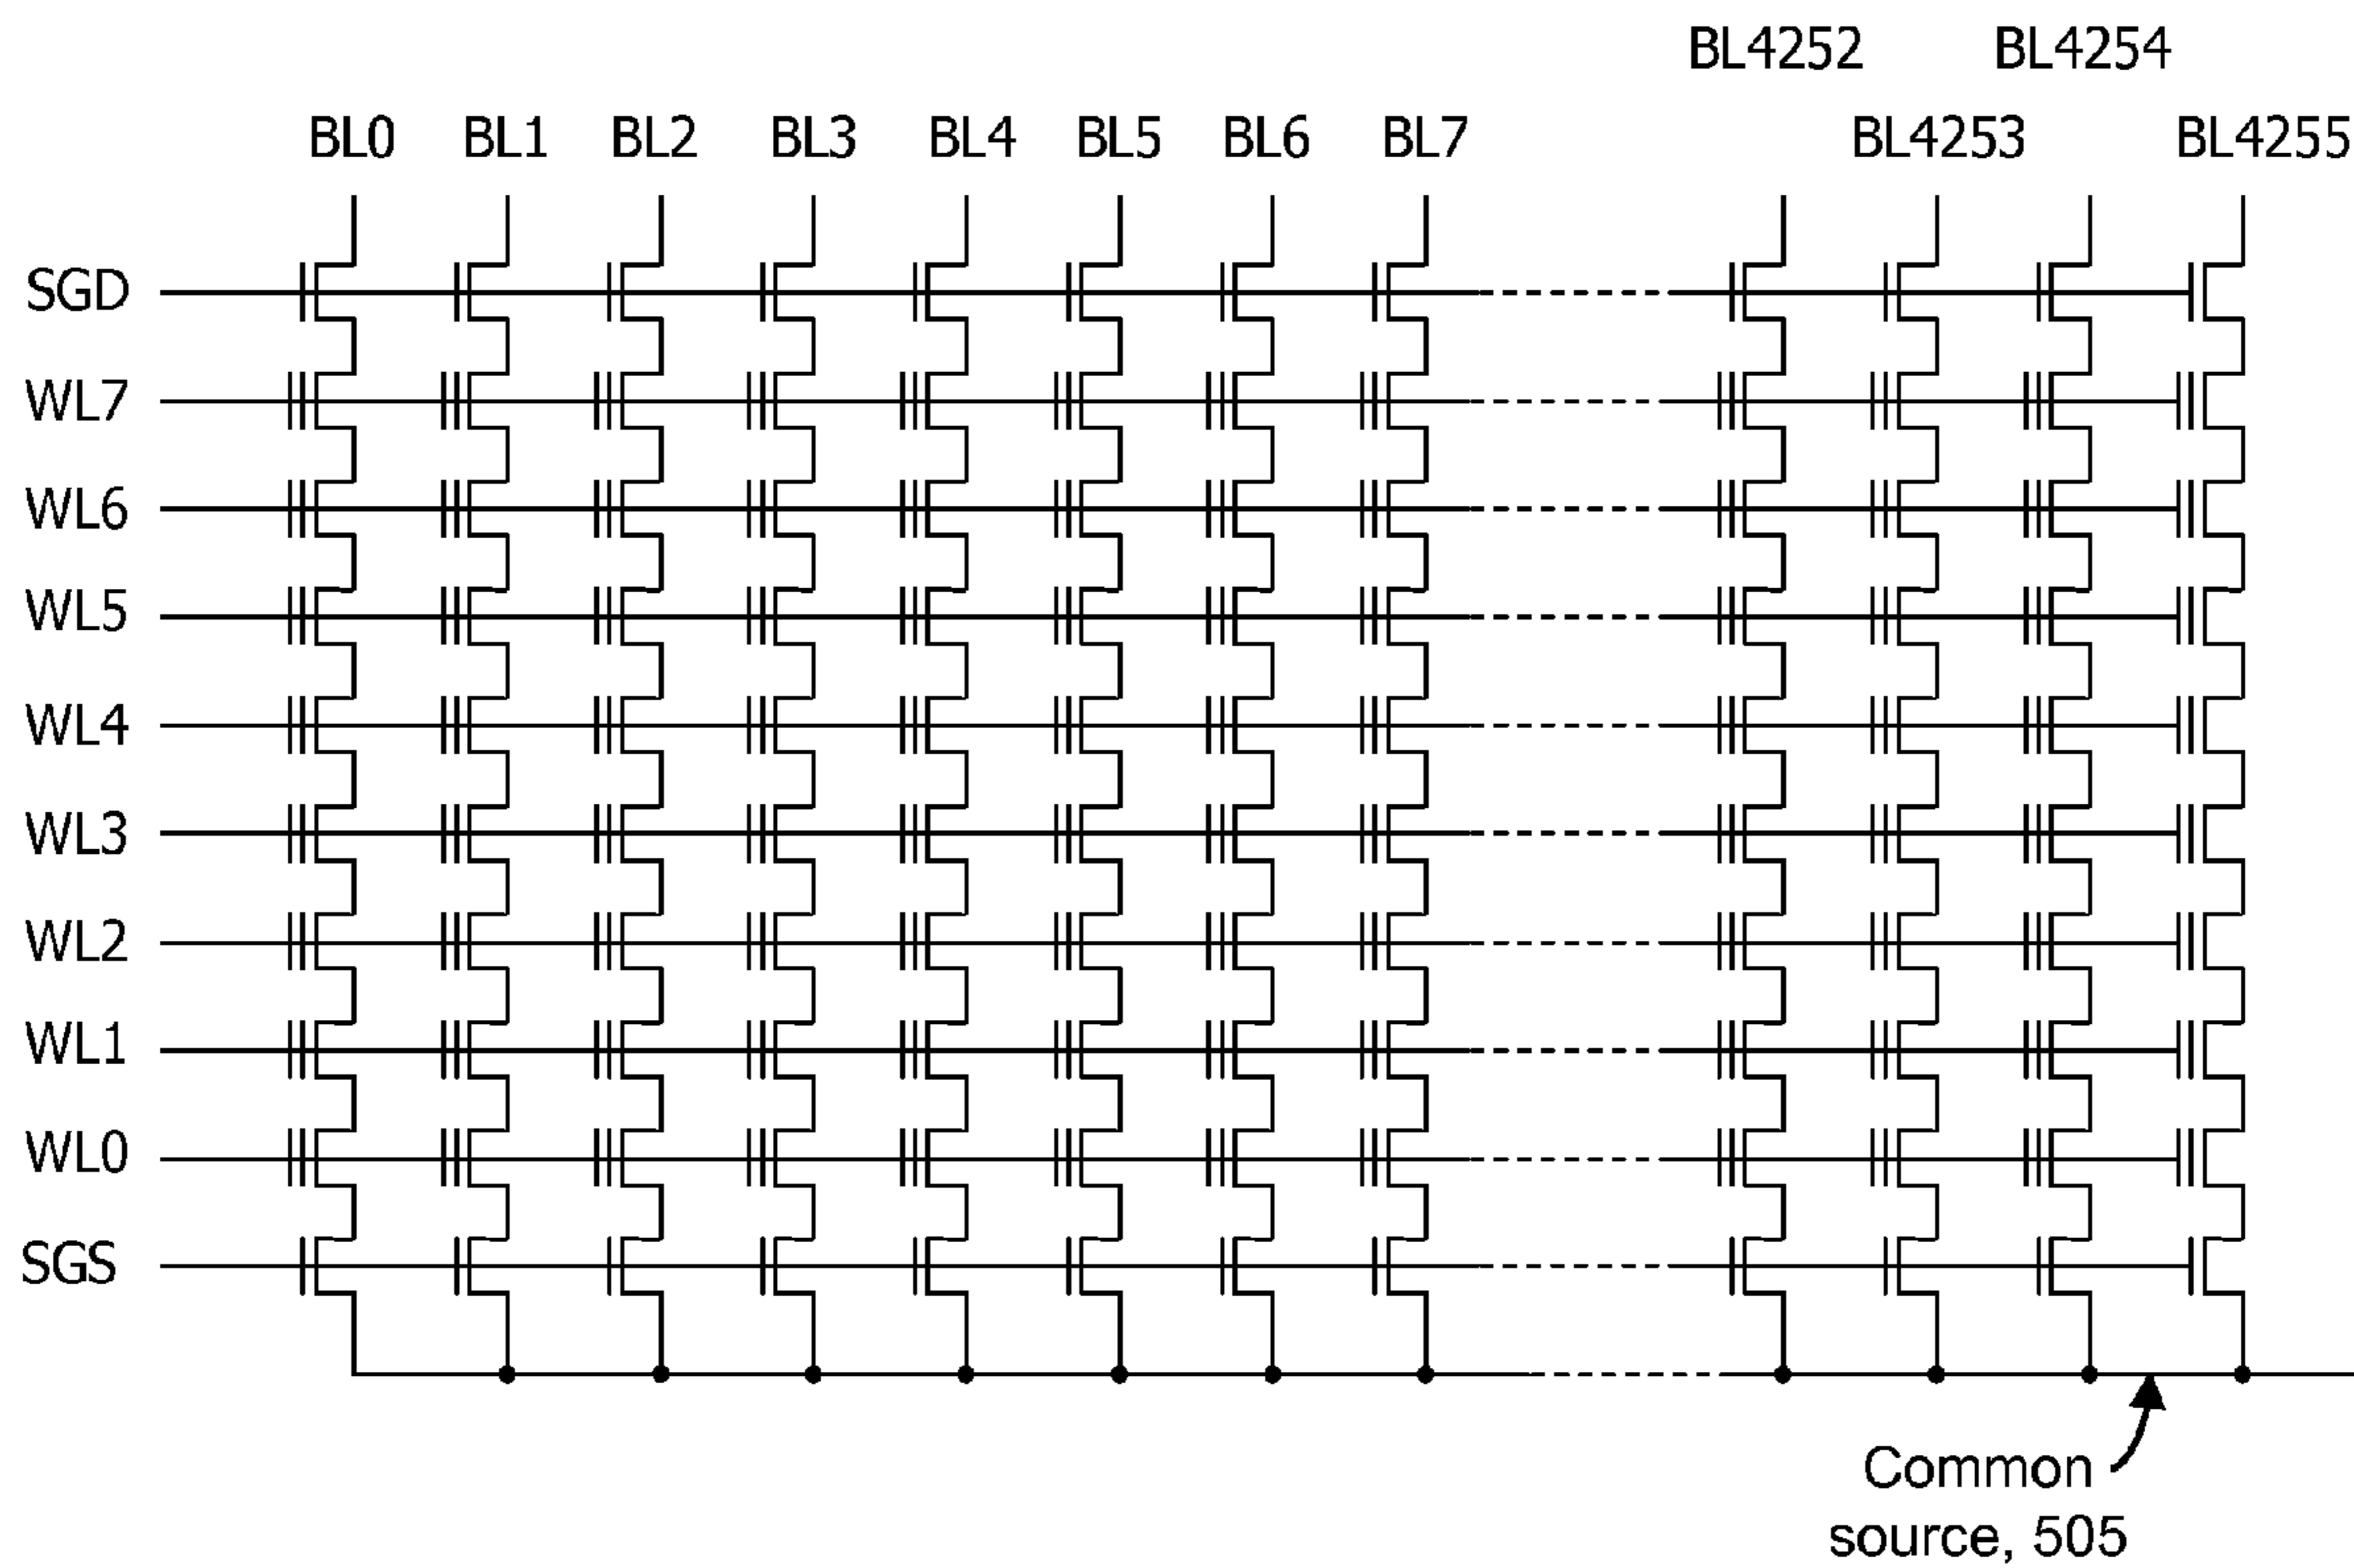 BL4252 BL4254
BL0 BL1 BL2 BL3 BL4 BL5 BL6 BL7 BL4253 BL4255
SGD
WL7
WL6
WL5
WL4
WL3
WL2
WL1
WL0
SGS
Common
source, 505